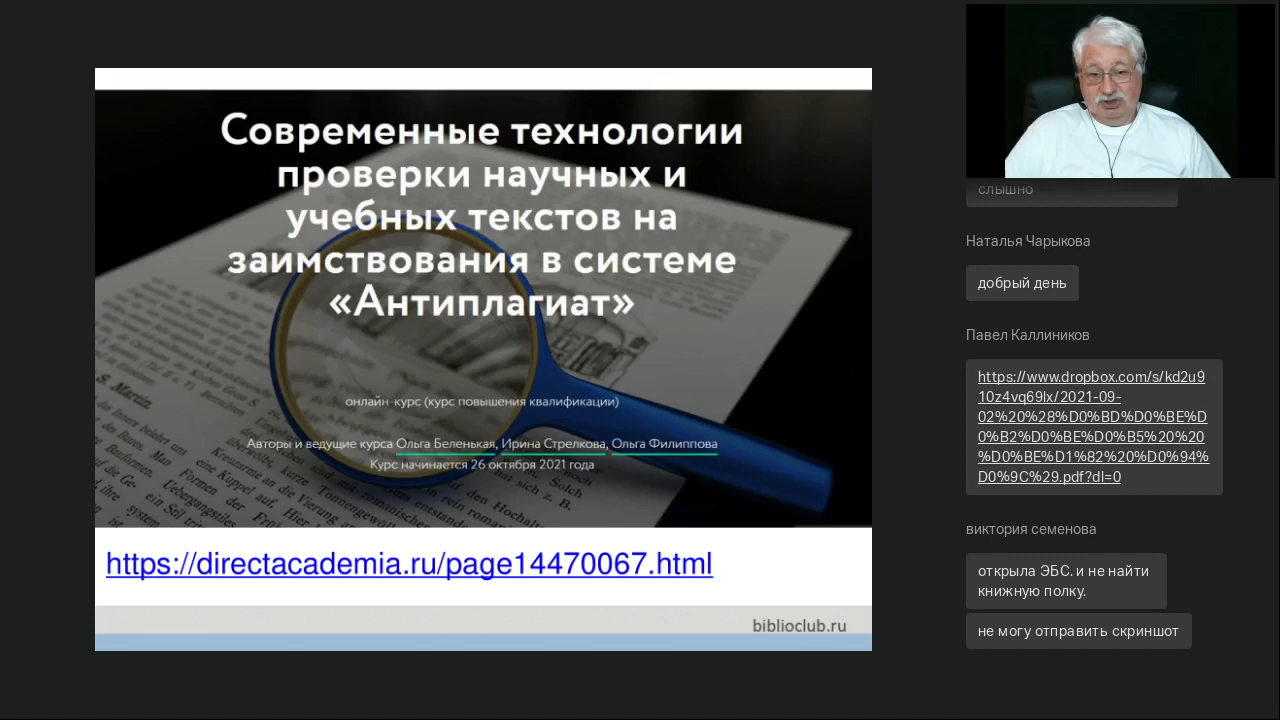 Современные технологии
проверки научных и
учебных текстов на
заимствования в системе
«Антиплагиат»
онлайн-курс (курс повышения квалификации)
Авторы и ведущие курса Ольга Беленькая, Ирина Стрелкова, Ольга Филиппова
Курс начинается 26 октября 2021 года
https://directacademia.ru/page14470067.html
biblioclub.ru
слышно
Наталья Чарыкова
добрый день
Павел Каллиников
https://www.dropbox.com/s/kd2u9
10z4vq69lx/2021-09-
02%20%28%D0%BD%D0%BE%D
0%B2%D0%BE%D0%B5%20%20
%D0%BE%D1%82%20%D0%94%
D0%9C%29.pdf?dl=0
виктория семенова
открыла ЭБС. и не найти
книжную полку.
не могу отправить скриншот